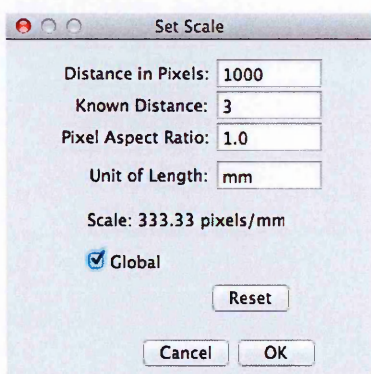 Set Scale
Distance in Pixels: 1000
Known Distance: 3
Pixel Aspect Ratio: 1.0
Unit of Length: mm
Scale: 333.33 pixels/mm
Global
Reset
Cancel OK